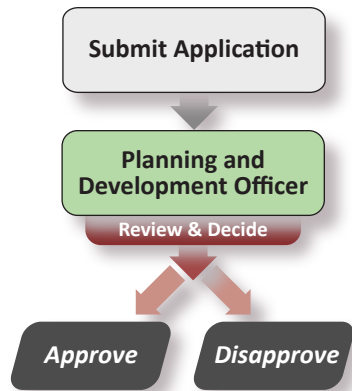 Submit Application
Planning and
Development Officer
Review & Decide
Approve
Disapprove